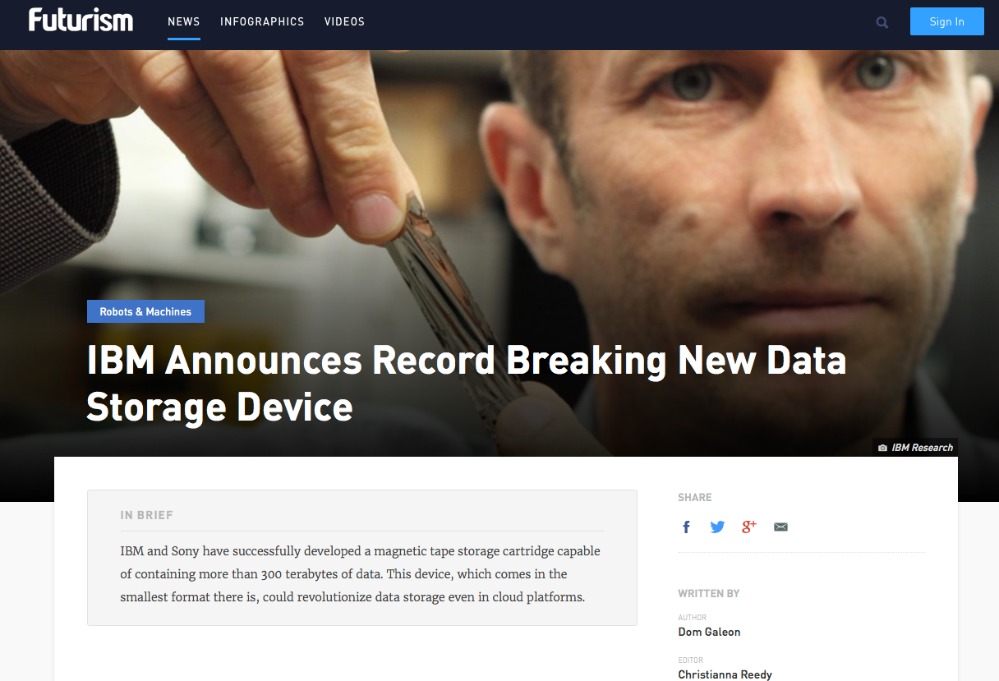 Futurism
NEWS
INFOGRAPHICS
VIDEOS
Sign In
Robots & Machines
IBM Announces Record Breaking New Data
Storage Device
IBM Research
IN BRIEF
IBM and Sony have successfully developed a magnetic tape storage cartridge capable
of containing more than 300 terabytes of data. This device, which comes in the
smallest format there is, could revolutionize data storage even in cloud platforms.
SHARE
f
g+
WRITTEN BY
AUTHOR
Dom Galeon
EDITOR
Christianna Reedy